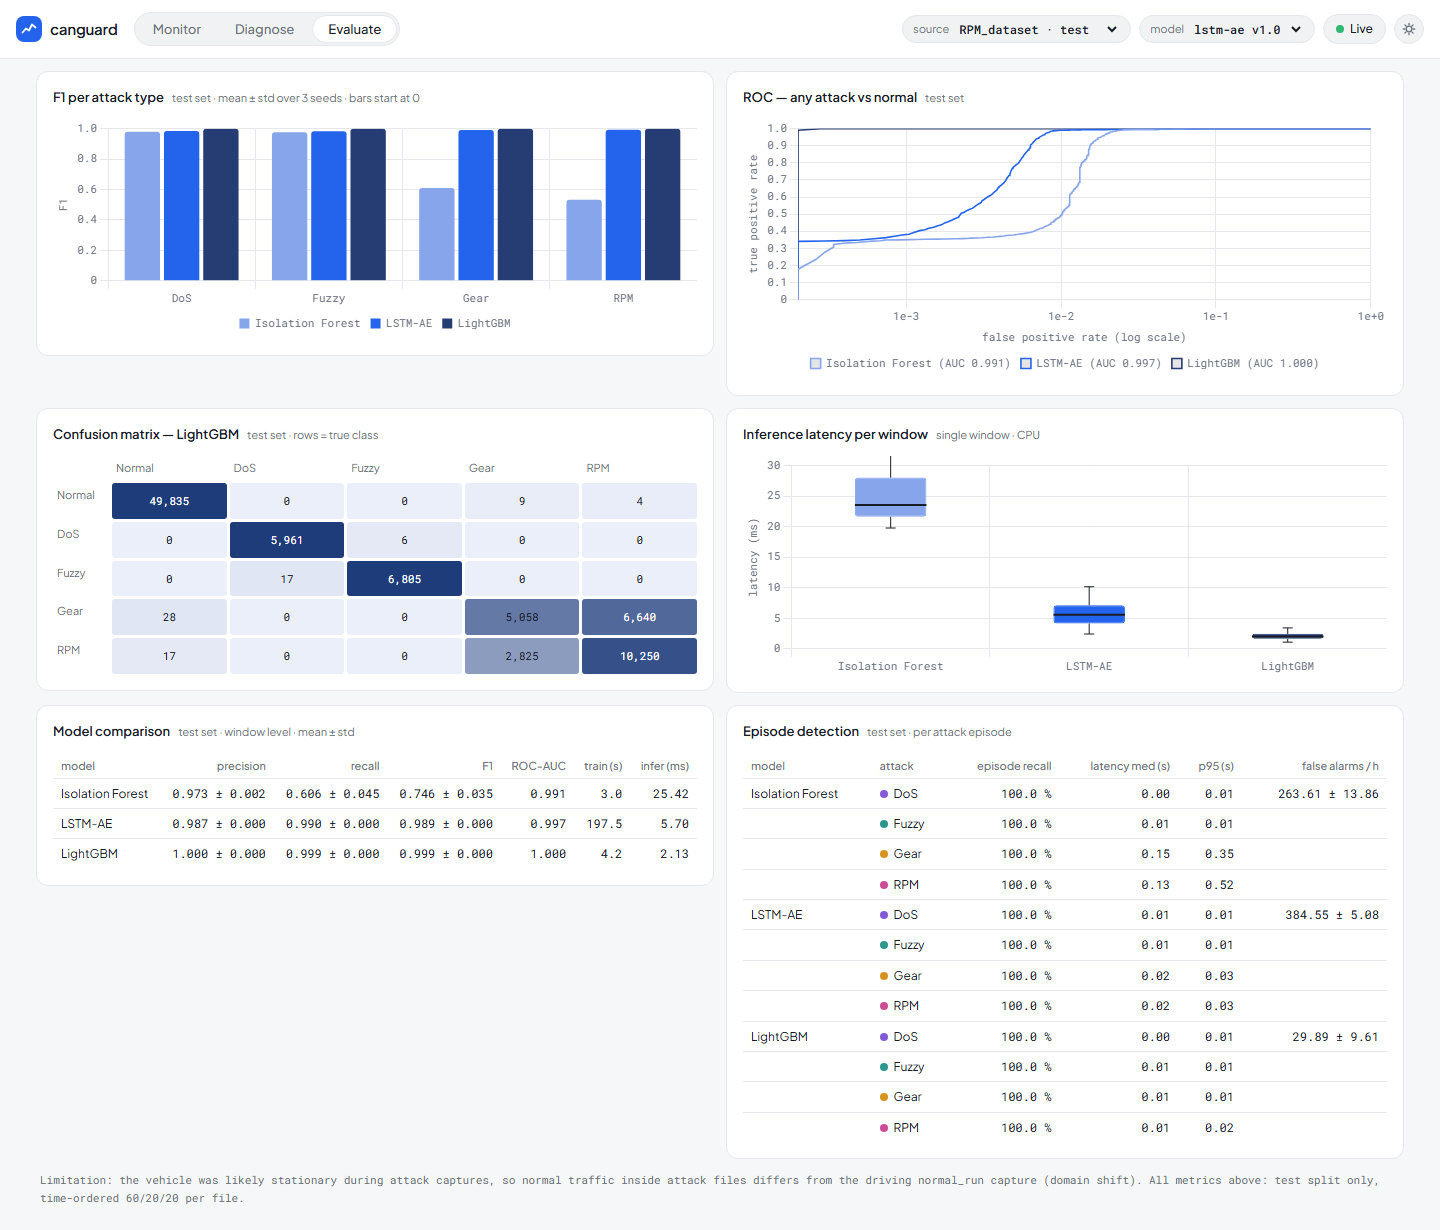 canguard
Monitor Diagnose Evaluate
source RPM_dataset · test
model lstm-ae v1.0
Live
F1 per attack type test set · mean ± std over 3 seeds · bars start at 0
1.0
0.8
0.6
0.4
0.2
0
F1
DoS Fuzzy Gear RPM
Isolation Forest LSTM-AE LightGBM
ROC — any attack vs normal test set
1.0
0.9
0.8
0.7
0.6
0.5
0.4
0.3
0.2
0.1
0
true positive rate
1e-3 1e-2 1e-1 1e+0
false positive rate (log scale)
Isolation Forest (AUC 0.991) LSTM-AE (AUC 0.997) LightGBM (AUC 1.000)
Confusion matrix — LightGBM test set · rows = true class
Normal DoS Fuzzy Gear RPM
Normal 49,835 0 0 9 4
DoS 0 5,961 6 0 0
Fuzzy 0 17 6,805 0 0
Gear 28 0 0 5,058 6,640
RPM 17 0 0 2,825 10,250
Inference latency per window single window · CPU
30
25
20
15
10
5
0
latency (ms)
Isolation Forest LSTM-AE LightGBM
Model comparison test set · window level · mean ± std
model precision recall F1 ROC-AUC train (s) infer (ms)
Isolation Forest 0.973 ± 0.002 0.606 ± 0.045 0.746 ± 0.035 0.991 3.0 25.42
LSTM-AE 0.987 ± 0.000 0.990 ± 0.000 0.989 ± 0.000 0.997 197.5 5.70
LightGBM 1.000 ± 0.000 0.999 ± 0.000 0.999 ± 0.000 1.000 4.2 2.13
Episode detection test set · per attack episode
model attack episode recall latency med (s) p95 (s) false alarms / h
Isolation Forest DoS 100.0 % 0.00 0.01 263.61 ± 13.86
Fuzzy 100.0 % 0.01 0.01
Gear 100.0 % 0.15 0.35
RPM 100.0 % 0.13 0.52
LSTM-AE DoS 100.0 % 0.01 0.01 384.55 ± 5.08
Fuzzy 100.0 % 0.01 0.01
Gear 100.0 % 0.02 0.03
RPM 100.0 % 0.02 0.03
LightGBM DoS 100.0 % 0.00 0.01 29.89 ± 9.61
Fuzzy 100.0 % 0.01 0.01
Gear 100.0 % 0.01 0.01
RPM 100.0 % 0.01 0.02
Limitation: the vehicle was likely stationary during attack captures, so normal traffic inside attack files differs from the driving normal_run capture (domain shift). All metrics above: test split only,
time-ordered 60/20/20 per file.